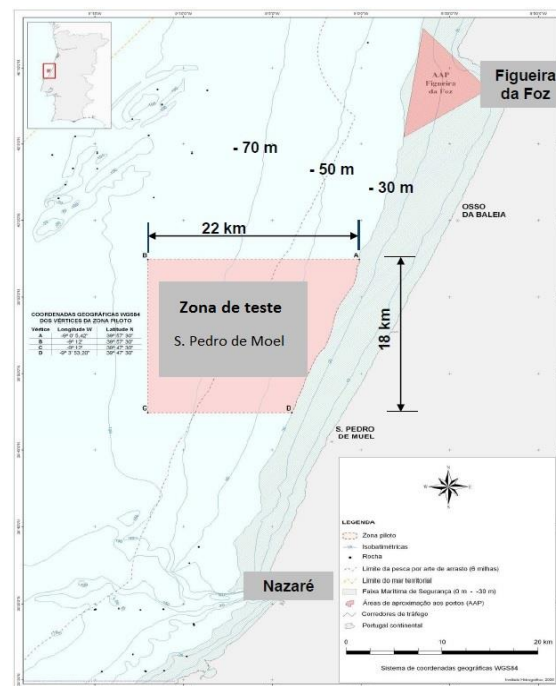 AAP
Figueira
da Foz
Figueira
da Foz
- 70 m
- 50 m
- 30 m
OSSO
DA BALEIA
22 km
B
A
Zona de teste
S. Pedro de Moel
18 km
COORDENADAS GEOGRÁFICAS WGS84
DOS VÉRTICES DA ZONA PILOTO
Vértice Longitude W Latitude N
A
B
C
D
C
D
S. PEDRO
DE MUEL
Nazaré
N
LEGENDA
Zona piloto
Isobatimétricas
Rocha
Limite da pesca por arte de arrasto (6 milhas)
Limite do mar territorial
Faixa Marítima de Segurança (0 m - -30 m)
Áreas de aproximação aos portos (AAP)
Corredores de tráfego
Portugal continental
0 10 20 km
Sistema de coordenadas geográficas WGS84